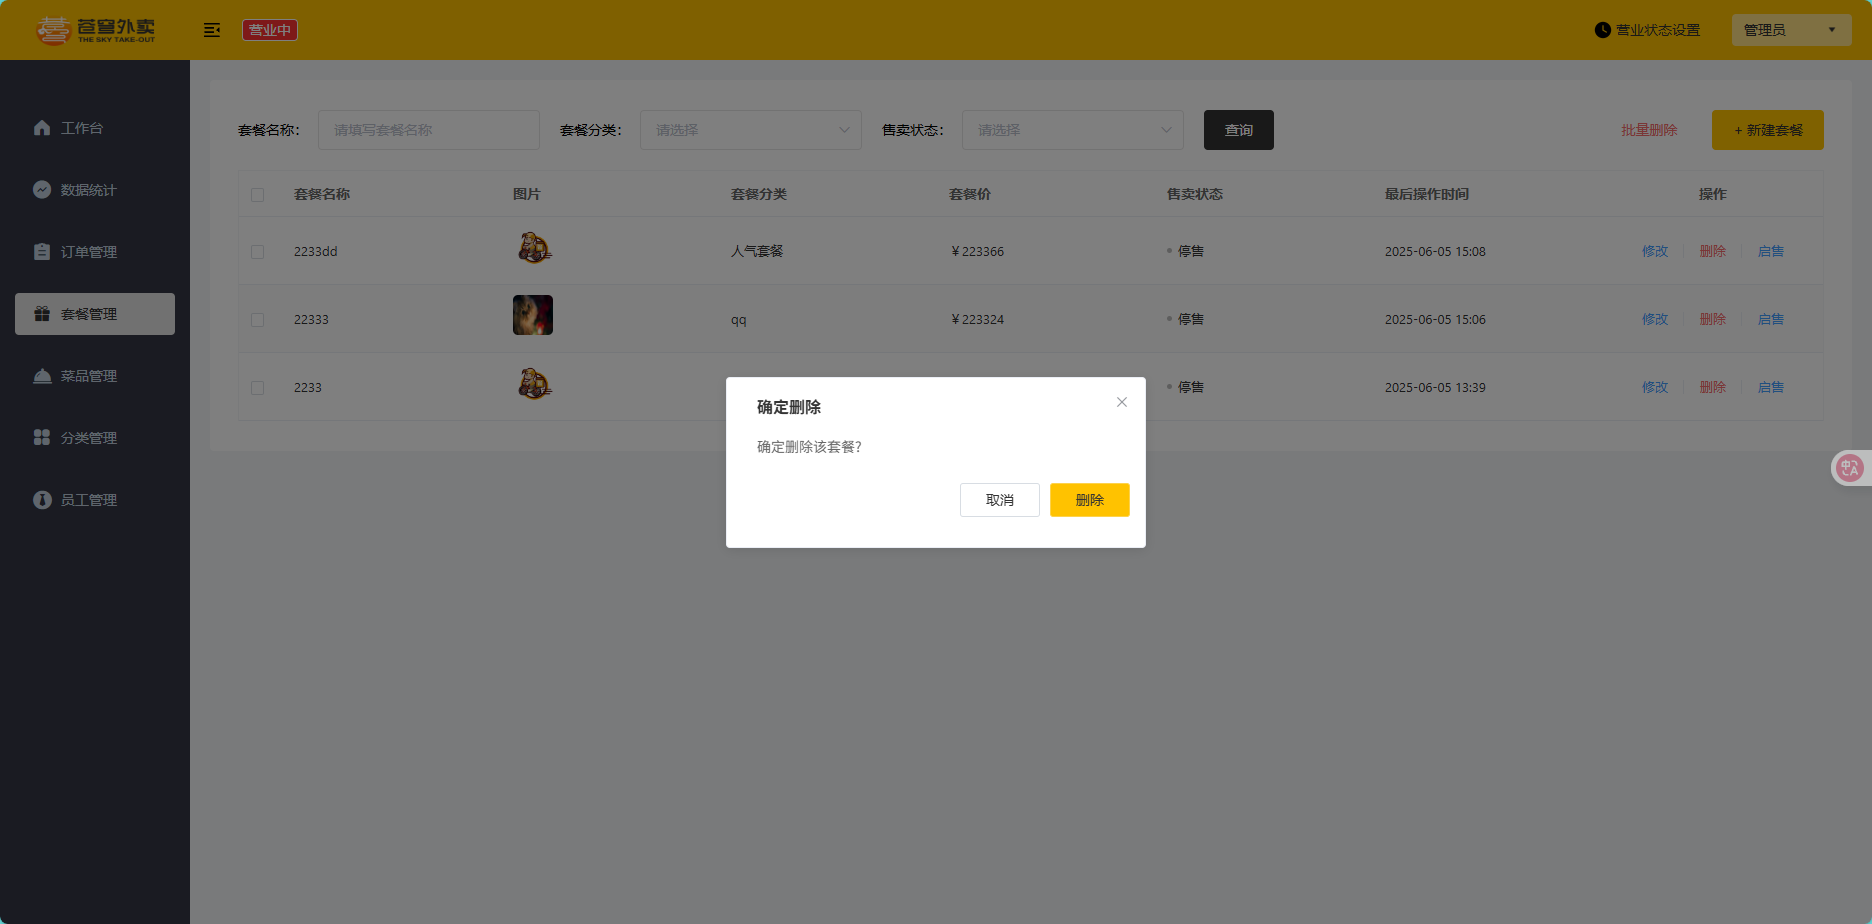 苍穹外卖
THE SKY TAKE-OUT
营业中
营业状态设置
管理员
工作台
数据统计
订单管理
套餐管理
菜品管理
分类管理
员工管理
套餐名称： 请填写套餐名称 套餐分类： 请选择 售卖状态： 请选择 查询 批量删除 + 新建套餐
套餐名称 图片 套餐分类 套餐价 售卖状态 最后操作时间 操作
2233dd 人气套餐 ￥223366 停售 2025-06-05 15:08 修改 删除 启售
22333 qq ￥223324 停售 2025-06-05 15:06 修改 删除 启售
2233 停售 2025-06-05 13:39 修改 删除 启售
确定删除
确定删除该套餐?
取消 删除
中A